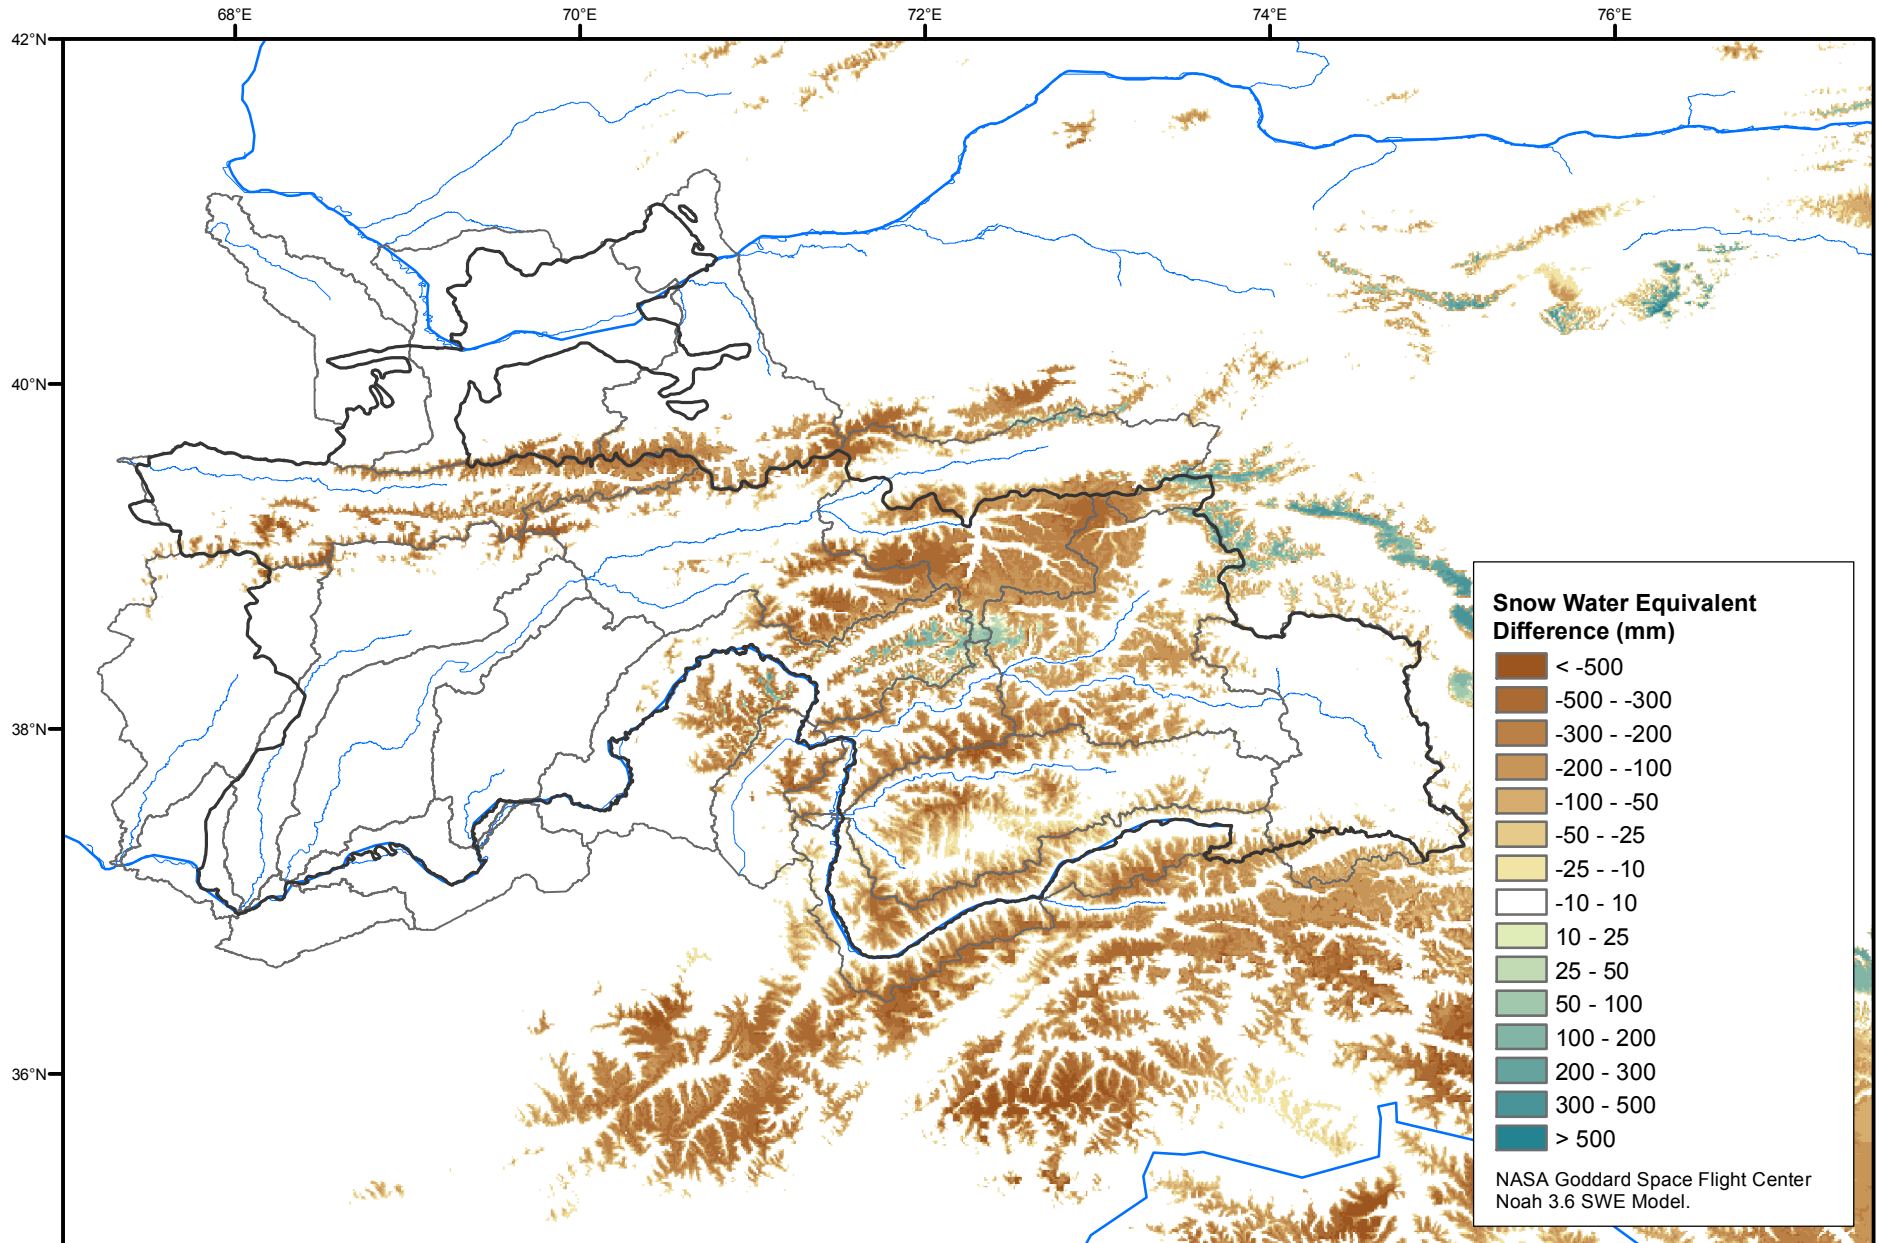 68°E
70°E
72°E
74°E
76°E
42°N
40°N
38°N
36°N
Snow Water Equivalent
Difference (mm)
< -500
-500 - -300
-300 - -200
-200 - -100
-100 - -50
-50 - -25
-25 - -10
-10 - 10
10 - 25
25 - 50
50 - 100
100 - 200
200 - 300
300 - 500
> 500
NASA Goddard Space Flight Center
Noah 3.6 SWE Model.